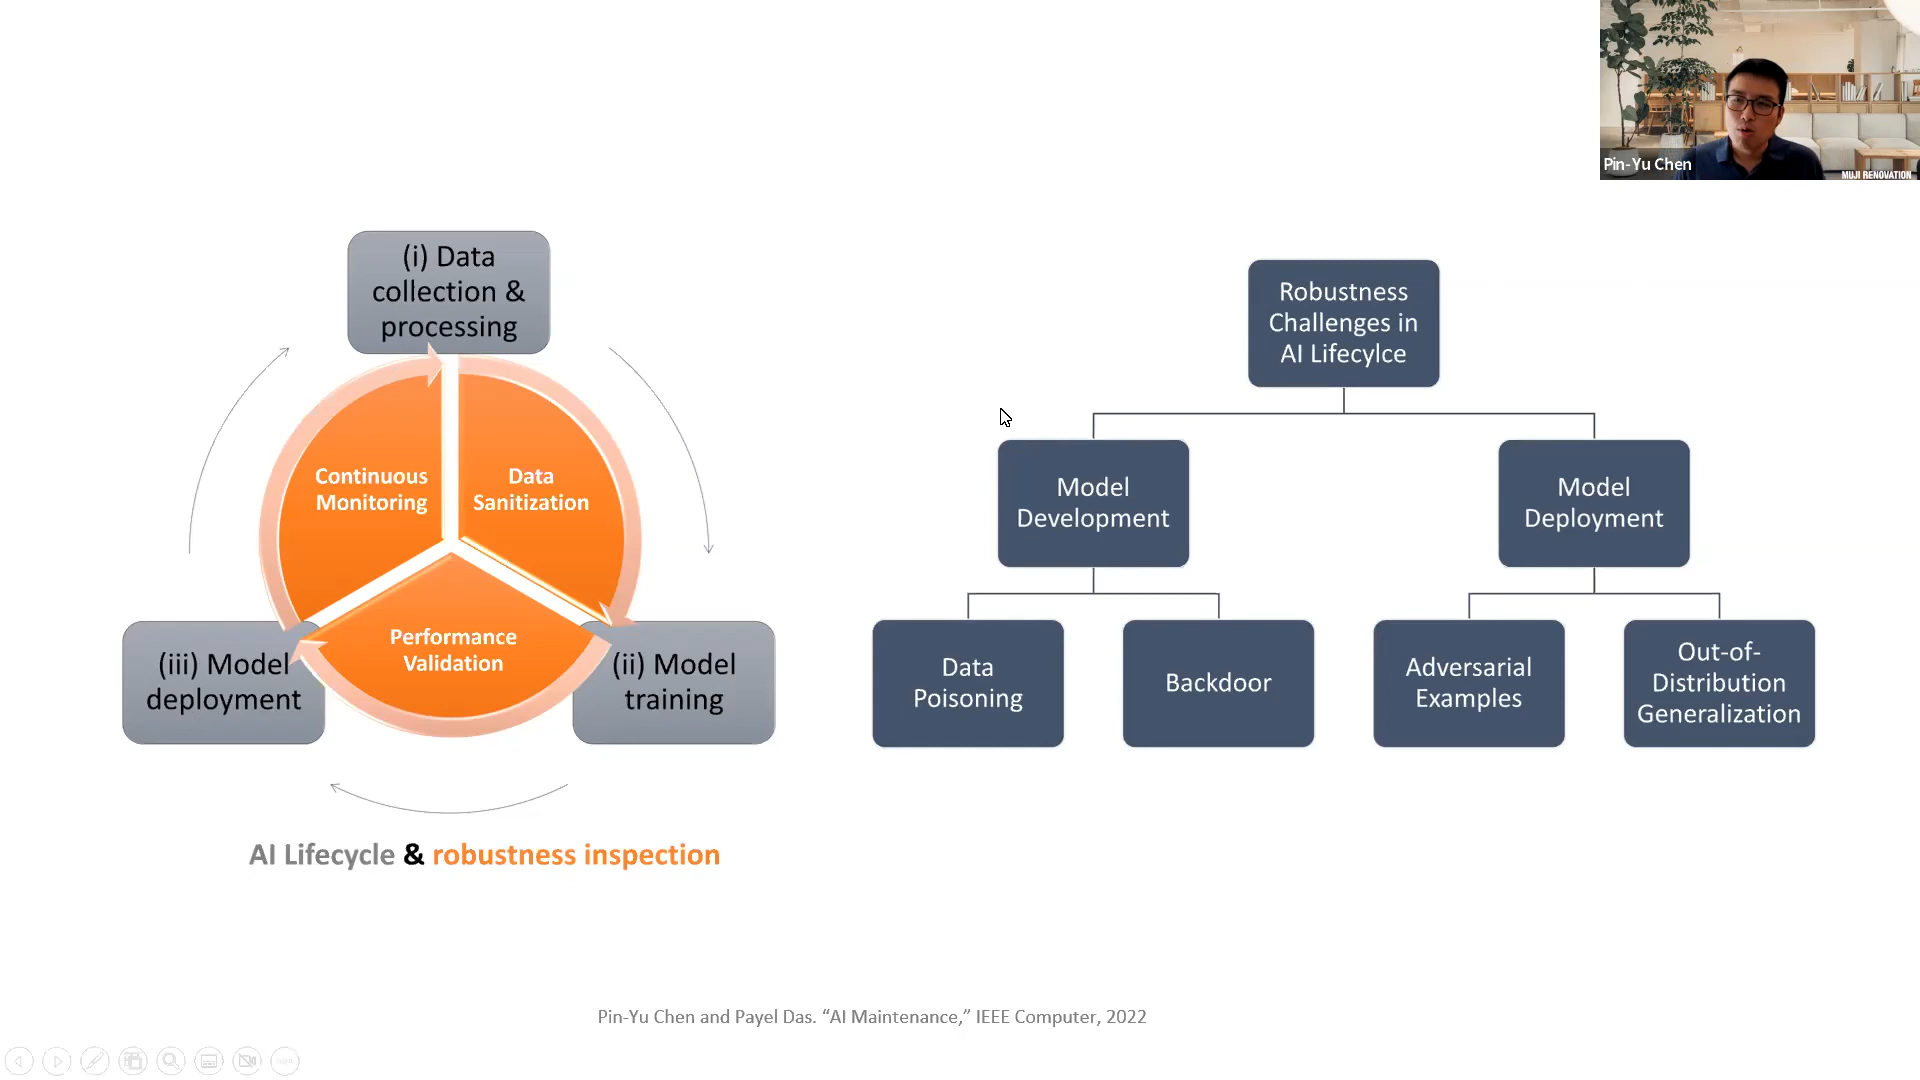 Pin-Yu Chen
MUJI RENOVATION
(i) Data
collection &
processing
Continuous
Monitoring
Data
Sanitization
Performance
Validation
(iii) Model
deployment
(ii) Model
training
AI Lifecycle & robustness inspection
Robustness
Challenges in
AI Lifecylce
Model
Development
Model
Deployment
Data
Poisoning
Backdoor
Adversarial
Examples
Out-of-
Distribution
Generalization
Pin-Yu Chen and Payel Das. “AI Maintenance,” IEEE Computer, 2022